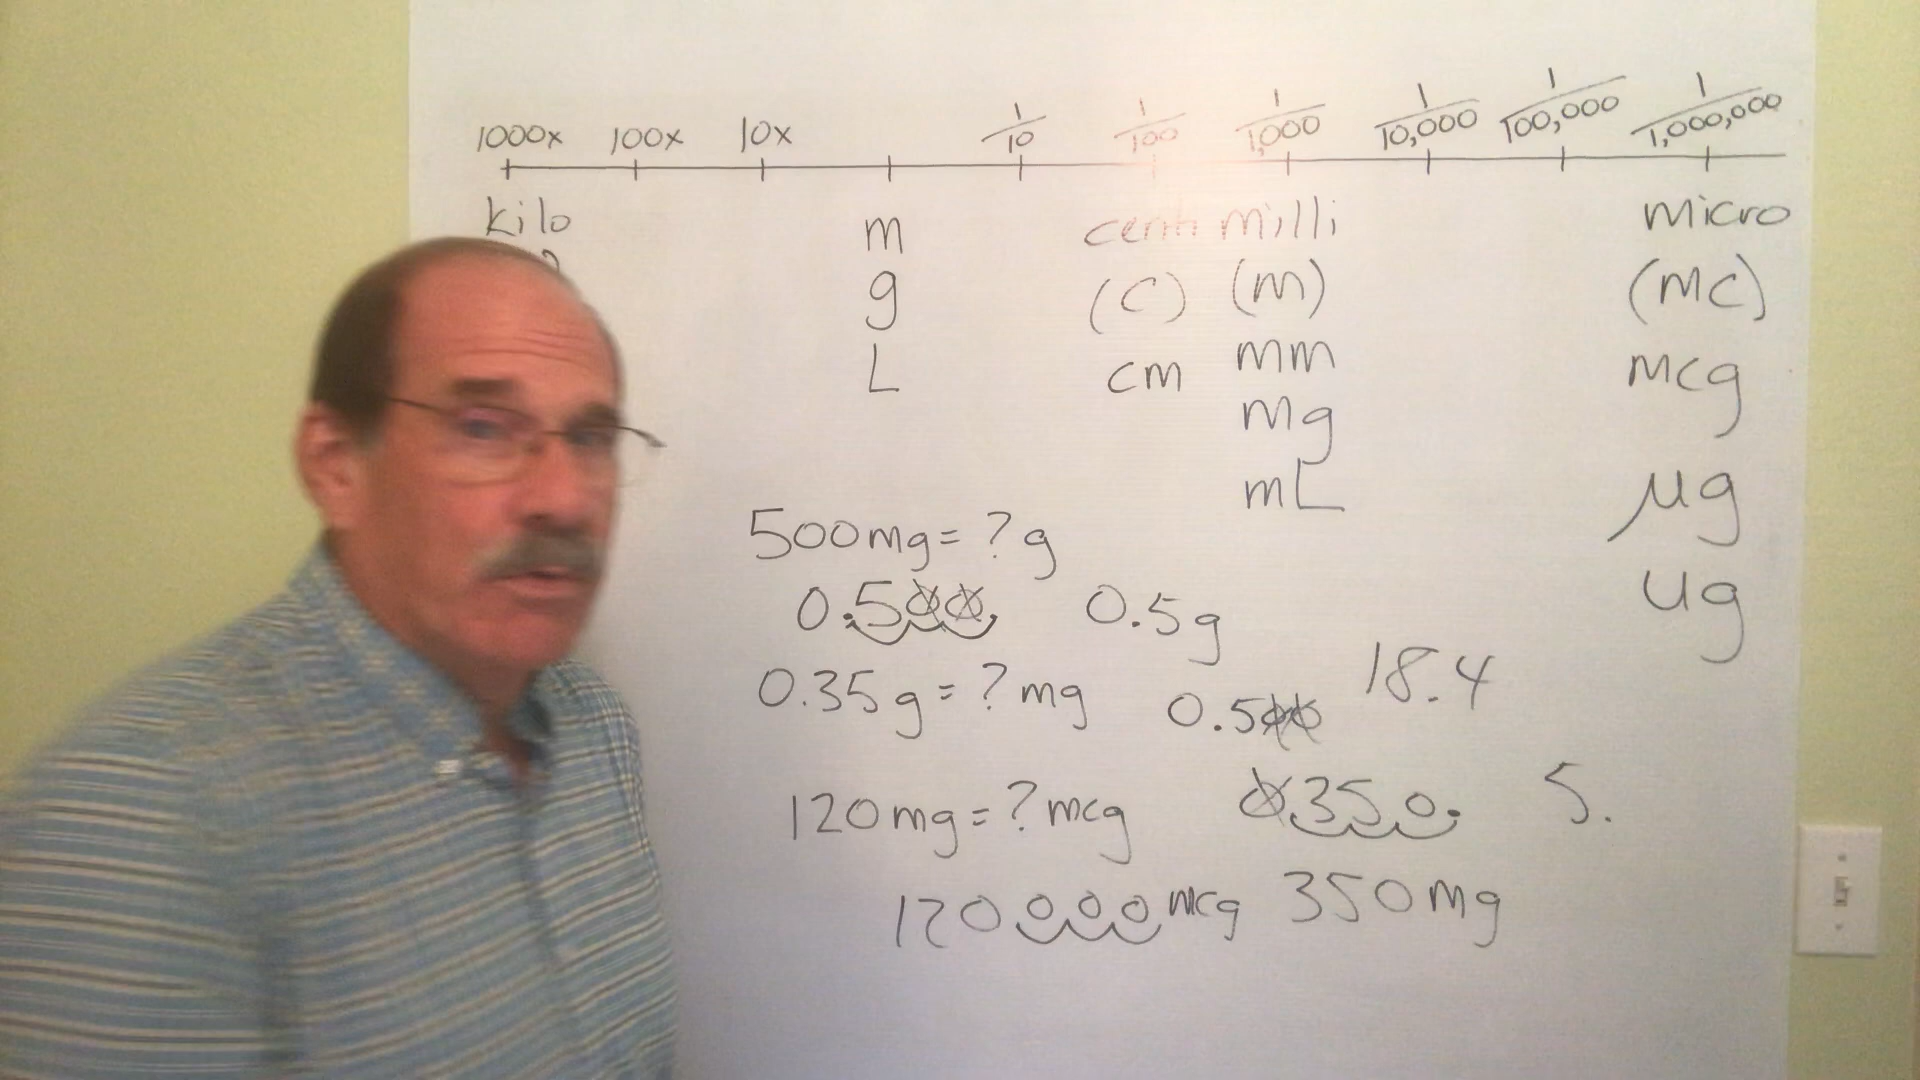 1000x 100x 10x 1/10 1/100 1/1,000 1/10,000 1/100,000 1/1,000,000
kilo m centi milli micro
g (c) (m) (mc)
L cm mm mcg
mg
mL µg
500mg = ? g
ug
0.500. 0.5g
0.35g = ? mg 0.500 18.4
120mg = ? mcg 0.350. 5.
120000mcg 350mg